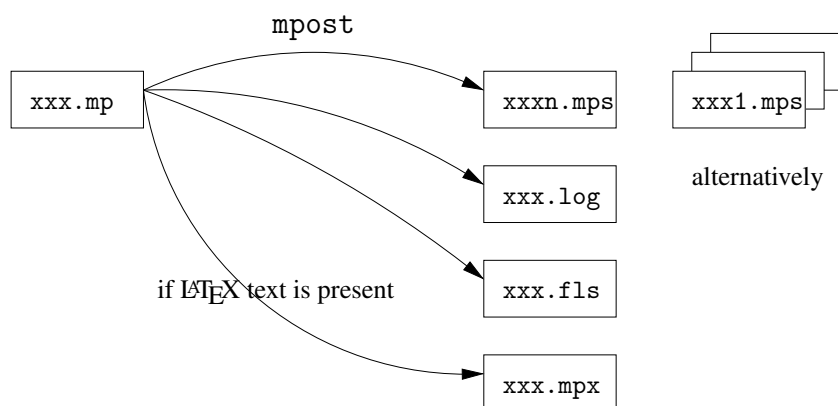 mpost
xxx.mp
xxxn.mps
xxx1.mps
xxx.log
alternatively
if LATEX text is present
xxx.fls
xxx.mpx